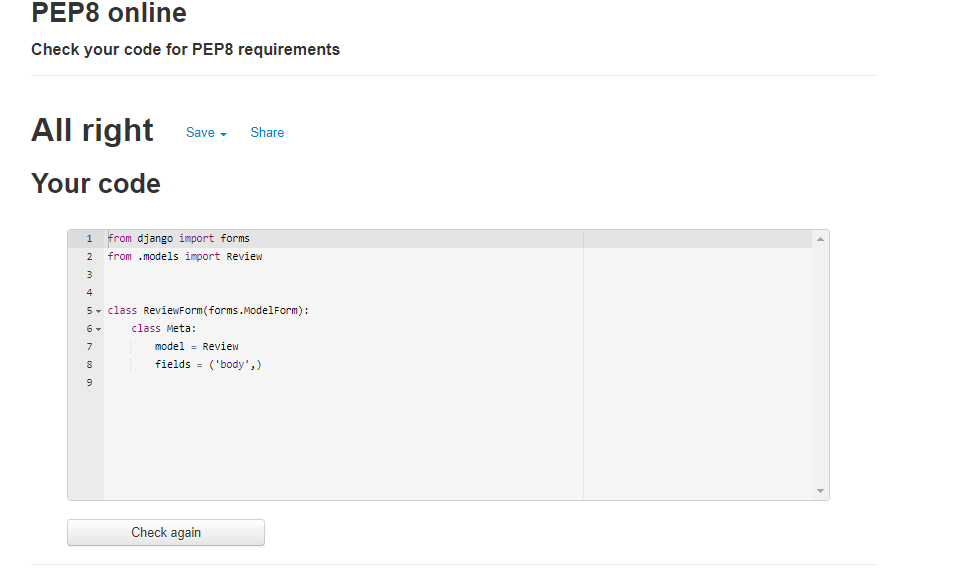 PEP8 online
Check your code for PEP8 requirements
All right Save Share
Your code
1 from django import forms
2 from .models import Review
3
4
5 class ReviewForm(forms.ModelForm):
6     class Meta:
7         model = Review
8         fields = ('body',)
9
Check again